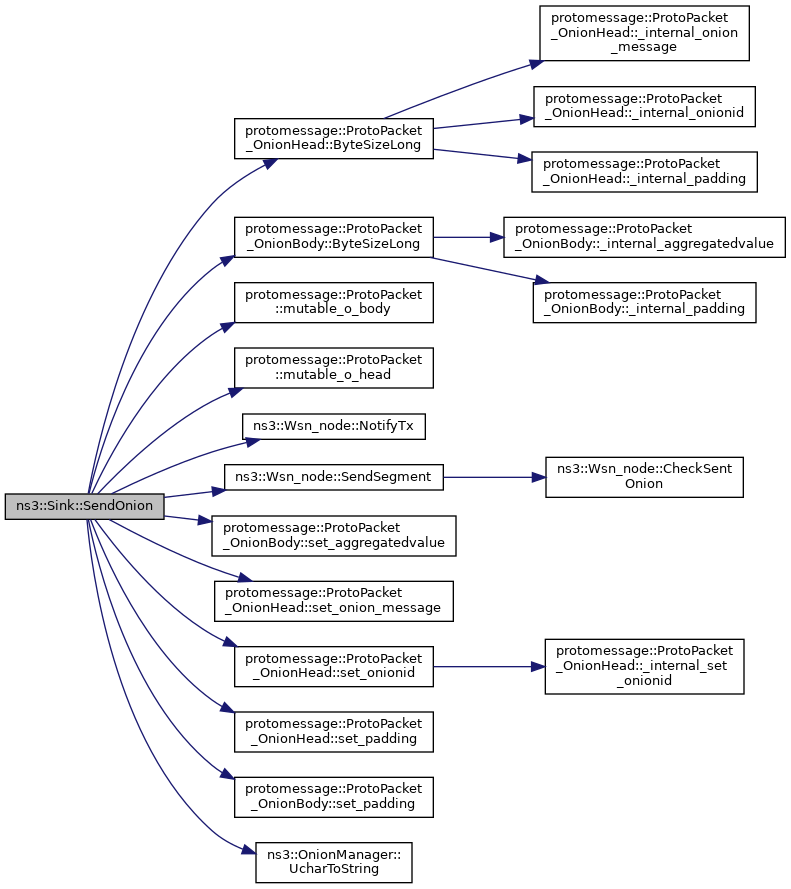 protomessage::ProtoPacket
_OnionHead::_internal_onion
_message
protomessage::ProtoPacket
_OnionHead::ByteSizeLong
protomessage::ProtoPacket
_OnionHead::_internal_onionid
protomessage::ProtoPacket
_OnionHead::_internal_padding
protomessage::ProtoPacket
_OnionBody::ByteSizeLong
protomessage::ProtoPacket
_OnionBody::_internal_aggregatedvalue
protomessage::ProtoPacket
_OnionBody::_internal_padding
protomessage::ProtoPacket
::mutable_o_body
protomessage::ProtoPacket
::mutable_o_head
ns3::Wsn_node::NotifyTx
ns3::Wsn_node::SendSegment
ns3::Wsn_node::CheckSent
Onion
ns3::Sink::SendOnion
protomessage::ProtoPacket
_OnionBody::set_aggregatedvalue
protomessage::ProtoPacket
_OnionHead::set_onion_message
protomessage::ProtoPacket
_OnionHead::set_onionid
protomessage::ProtoPacket
_OnionHead::_internal_set
_onionid
protomessage::ProtoPacket
_OnionHead::set_padding
protomessage::ProtoPacket
_OnionBody::set_padding
ns3::OnionManager::
UcharToString